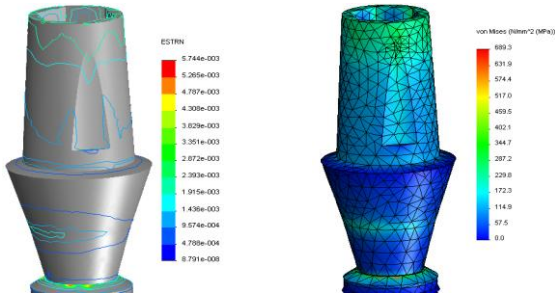 ESTRN
5.744e-003
5.265e-003
4.787e-003
4.308e-003
3.829e-003
3.351e-003
2.872e-003
2.393e-003
1.915e-003
1.436e-003
9.574e-004
4.788e-004
8.791e-008
von Mises (N/mm^2 (MPa))
689.3
631.9
574.4
517.0
459.5
402.1
344.7
287.2
229.8
172.3
114.9
57.5
0.0